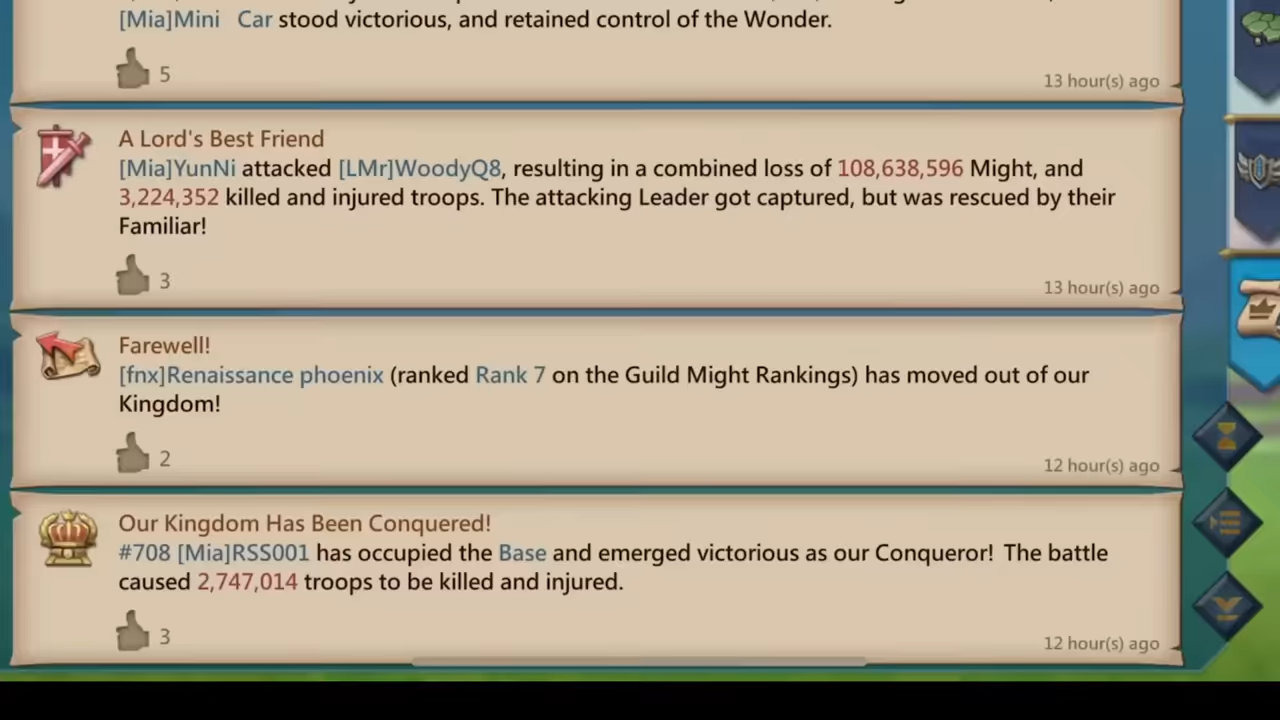 [Mia]Mini Car stood victorious, and retained control of the Wonder.
5
13 hour(s) ago
A Lord's Best Friend
[Mia]YunNi attacked [LMr]WoodyQ8, resulting in a combined loss of 108,638,596 Might, and
3,224,352 killed and injured troops. The attacking Leader got captured, but was rescued by their
Familiar!
3
13 hour(s) ago
Farewell!
[fnx]Renaissance phoenix (ranked Rank 7 on the Guild Might Rankings) has moved out of our
Kingdom!
2
12 hour(s) ago
Our Kingdom Has Been Conquered!
#708 [Mia]RSS001 has occupied the Base and emerged victorious as our Conqueror! The battle
caused 2,747,014 troops to be killed and injured.
3
12 hour(s) ago